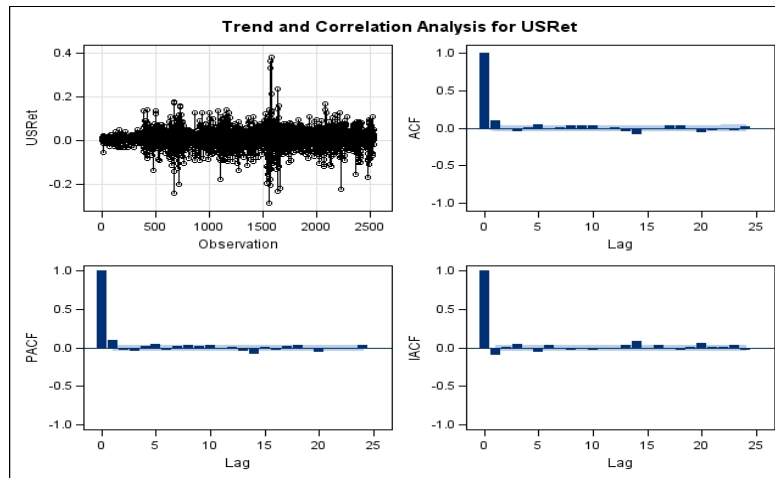 Trend and Correlation Analysis for USRet
USRet
0.4
0.2
0.0
-0.2
0 500 1000 1500 2000 2500
Observation
ACF
1.0
0.5
0.0
-0.5
-1.0
0 5 10 15 20 25
Lag
PACF
1.0
0.5
0.0
-0.5
-1.0
0 5 10 15 20 25
Lag
IACF
1.0
0.5
0.0
-0.5
-1.0
0 5 10 15 20 25
Lag